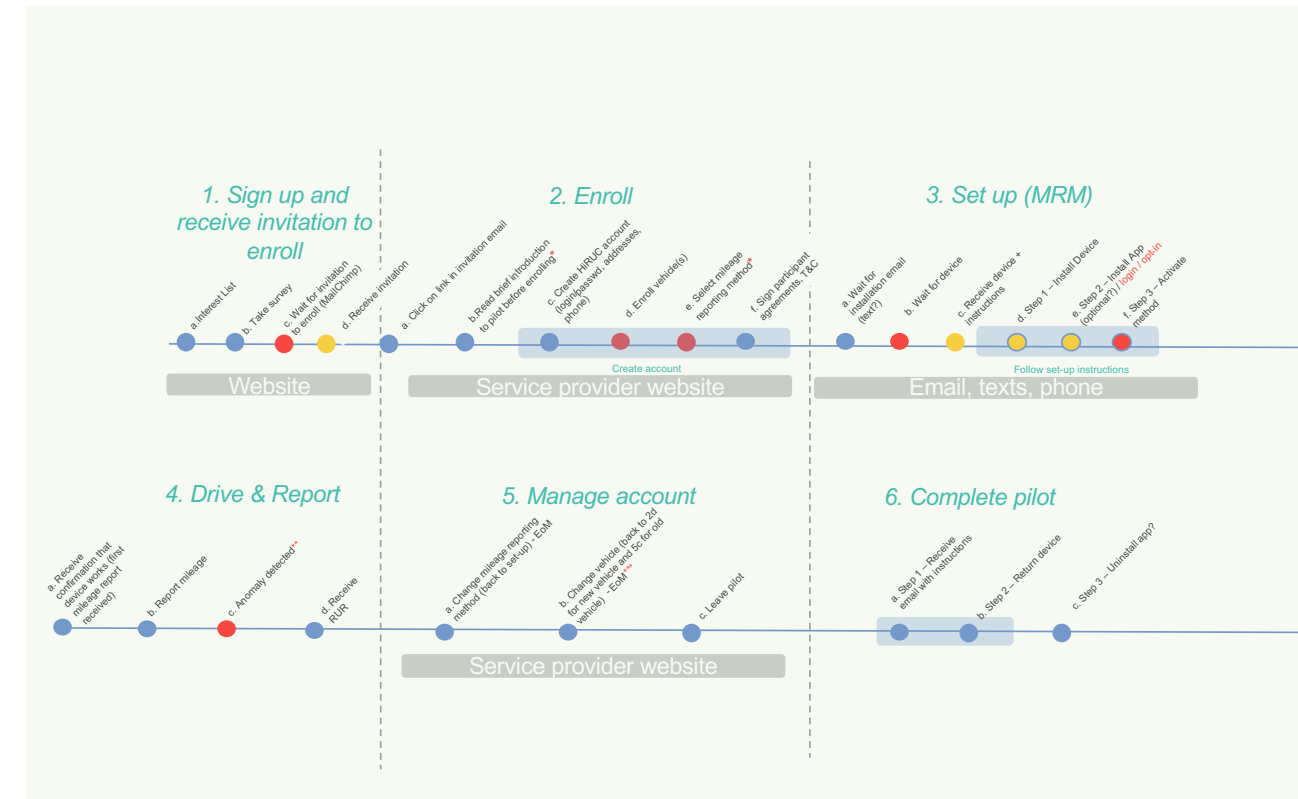 1. Sign up and
receive invitation to
enroll
a.Interest List
b. Take survey
c. Wait for invitation
to enroll (MailChimp)
d. Receive invitation
Website
2. Enroll
a. Click on link in invitation email
b.Read brief introduction
to pilot before enrolling*
c. Create HiRUC account
(login/passwd, addresses,
phone)
d. Enroll vehicle(s)
e. Select mileage
reporting method*
f. Sign participant
agreements, T&C
Create account
Service provider website
3. Set up (MRM)
a. Wait for
installation email
(text?)
b. Wait for device
c. Receive device +
instructions
d. Step 1 – Install Device
e. Step 2 – Install App
(optional?) / login / opt-in
f. Step 3 – Activate
method
Follow set-up instructions
Email, texts, phone
4. Drive & Report
a. Receive
confirmation that
device works (first
mileage report
received)
b. Report mileage
c. Anomaly detected**
d. Receive
RUR
5. Manage account
a. Change mileage reporting
method (back to set-up) - EoM
b. Change vehicle (back to 2d
for new vehicle and 5c for old
vehicle) - EoM***
c. Leave pilot
Service provider website
6. Complete pilot
a. Step 1 – Receive
email with instructions
b. Step 2 – Return device
c. Step 3 – Uninstall app?